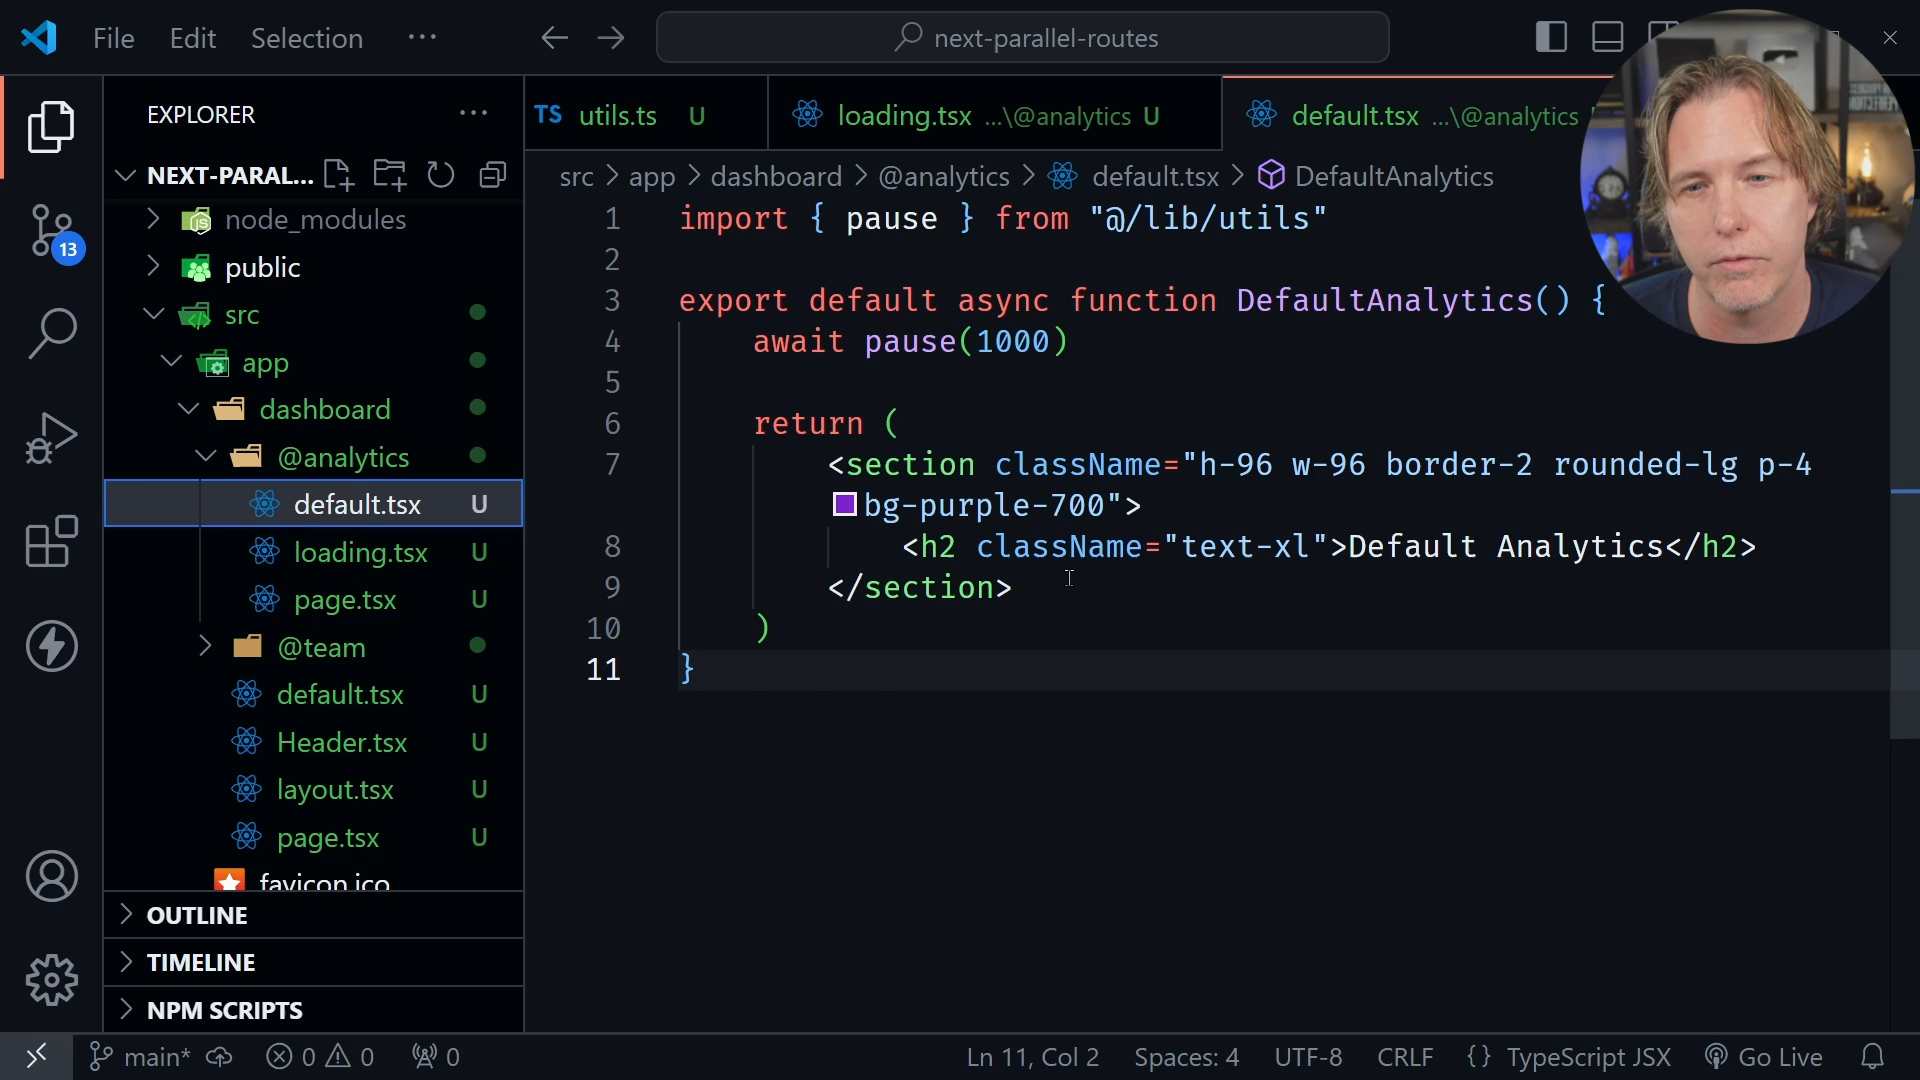 File Edit Selection ···
next-parallel-routes
EXPLORER ···
NEXT-PARAL...
node_modules
public
src
app
dashboard
@analytics
default.tsx U
loading.tsx U
page.tsx U
@team
default.tsx U
Header.tsx U
layout.tsx U
page.tsx U
favicon.ico
OUTLINE
TIMELINE
NPM SCRIPTS
13
TS utils.ts U
loading.tsx ...\@analytics U
default.tsx ...\@analytics
src > app > dashboard > @analytics > default.tsx > DefaultAnalytics
1 import { pause } from "@/lib/utils"
2
3 export default async function DefaultAnalytics() {
4 await pause(1000)
5
6 return (
7 <section className="h-96 w-96 border-2 rounded-lg p-4
bg-purple-700">
8 <h2 className="text-xl">Default Analytics</h2>
9 </section>
10 )
11 }
main* 0 0 0 Ln 11, Col 2 Spaces: 4 UTF-8 CRLF {} TypeScript JSX Go Live